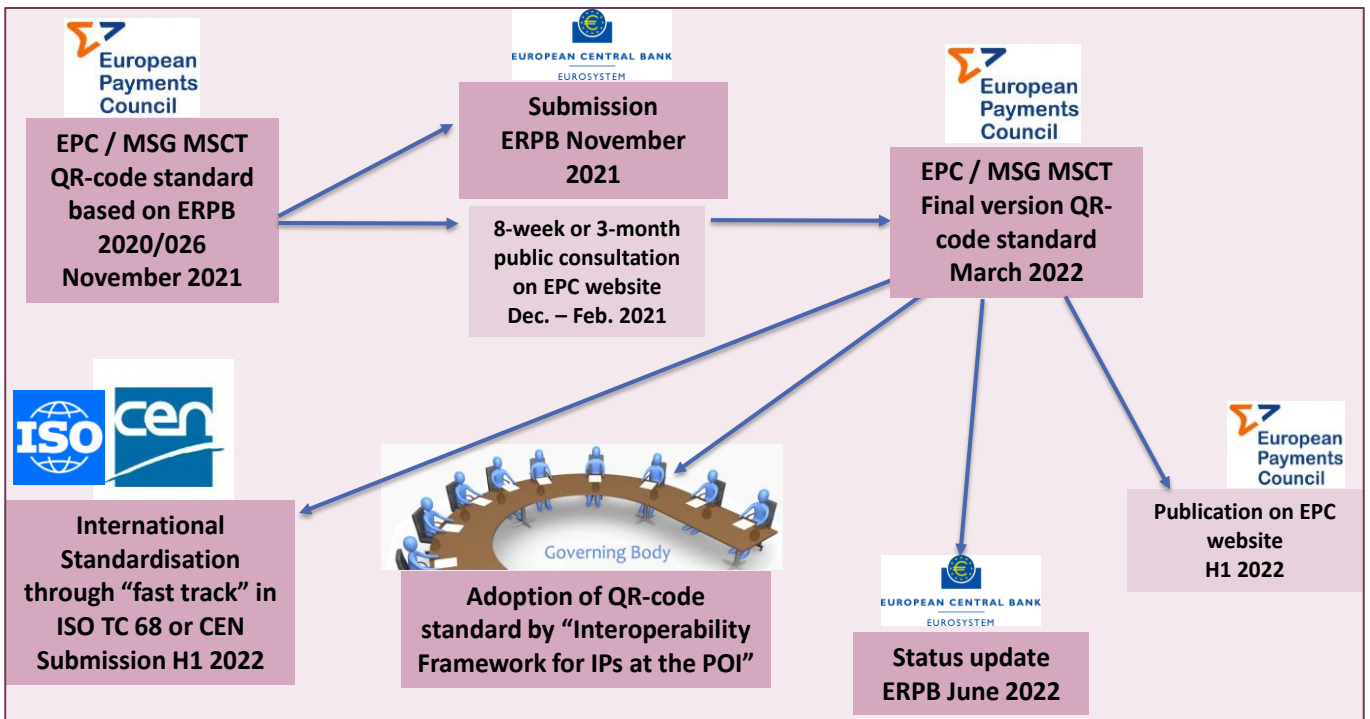 European
Payments
Council
EPC / MSG MSCT
QR-code standard
based on ERPB
2020/026
November 2021
EUROPEAN CENTRAL BANK
EUROSYSTEM
Submission
ERPB November
2021
8-week or 3-month
public consultation
on EPC website
Dec. – Feb. 2021
European
Payments
Council
EPC / MSG MSCT
Final version QR-
code standard
March 2022
ISO
cen
International
Standardisation
through “fast track” in
ISO TC 68 or CEN
Submission H1 2022
Governing Body
Adoption of QR-code
standard by “Interoperability
Framework for IPs at the POI”
EUROPEAN CENTRAL BANK
EUROSYSTEM
Status update
ERPB June 2022
European
Payments
Council
Publication on EPC
website
H1 2022